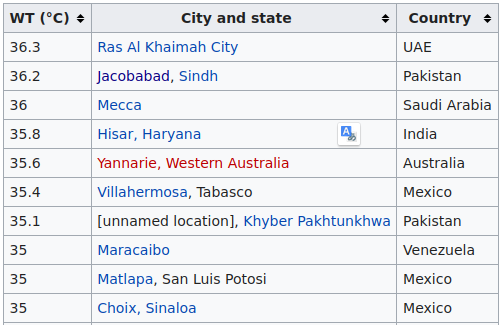 WT (°C) City and state Country
36.3 Ras Al Khaimah City UAE
36.2 Jacobabad, Sindh Pakistan
36 Mecca Saudi Arabia
35.8 Hisar, Haryana India
35.6 Yannarie, Western Australia Australia
35.4 Villahermosa, Tabasco Mexico
35.1 [unnamed location], Khyber Pakhtunkhwa Pakistan
35 Maracaibo Venezuela
35 Matlapa, San Luis Potosi Mexico
35 Choix, Sinaloa Mexico